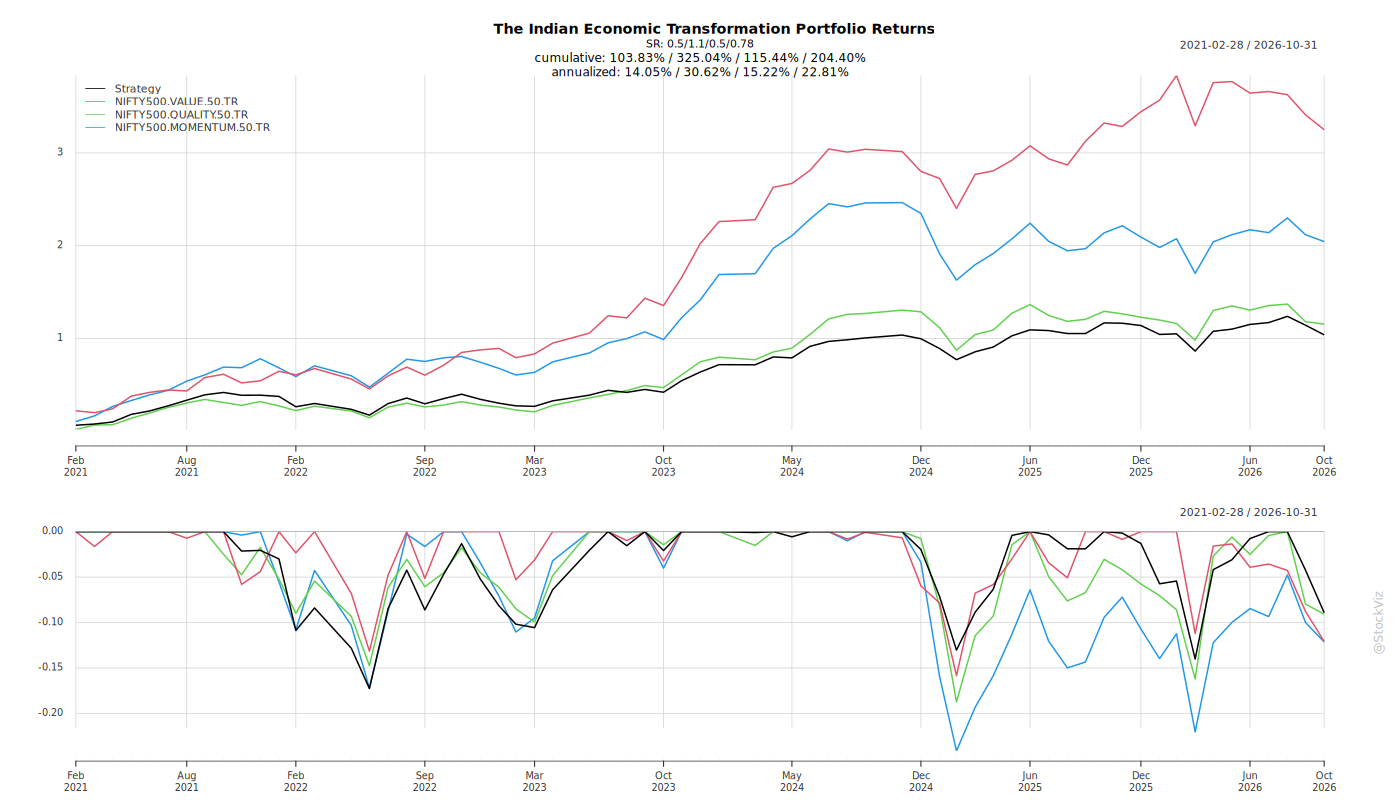 The Indian Economic Transformation Portfolio Returns
SR: 0.5/1.1/0.5/0.78
cumulative: 103.83% / 325.04% / 115.44% / 204.40%
annualized: 14.05% / 30.62% / 15.22% / 22.81%
2021-02-28 / 2026-10-31
Strategy
NIFTY500.VALUE.50.TR
NIFTY500.QUALITY.50.TR
NIFTY500.MOMENTUM.50.TR
3
2
1
Feb 2021
Aug 2021
Feb 2022
Sep 2022
Mar 2023
Oct 2023
May 2024
Dec 2024
Jun 2025
Dec 2025
Jun 2026
Oct 2026
2021-02-28 / 2026-10-31
0.00
-0.05
-0.10
-0.15
-0.20
Feb 2021
Aug 2021
Feb 2022
Sep 2022
Mar 2023
Oct 2023
May 2024
Dec 2024
Jun 2025
Dec 2025
Jun 2026
Oct 2026
@StockViz